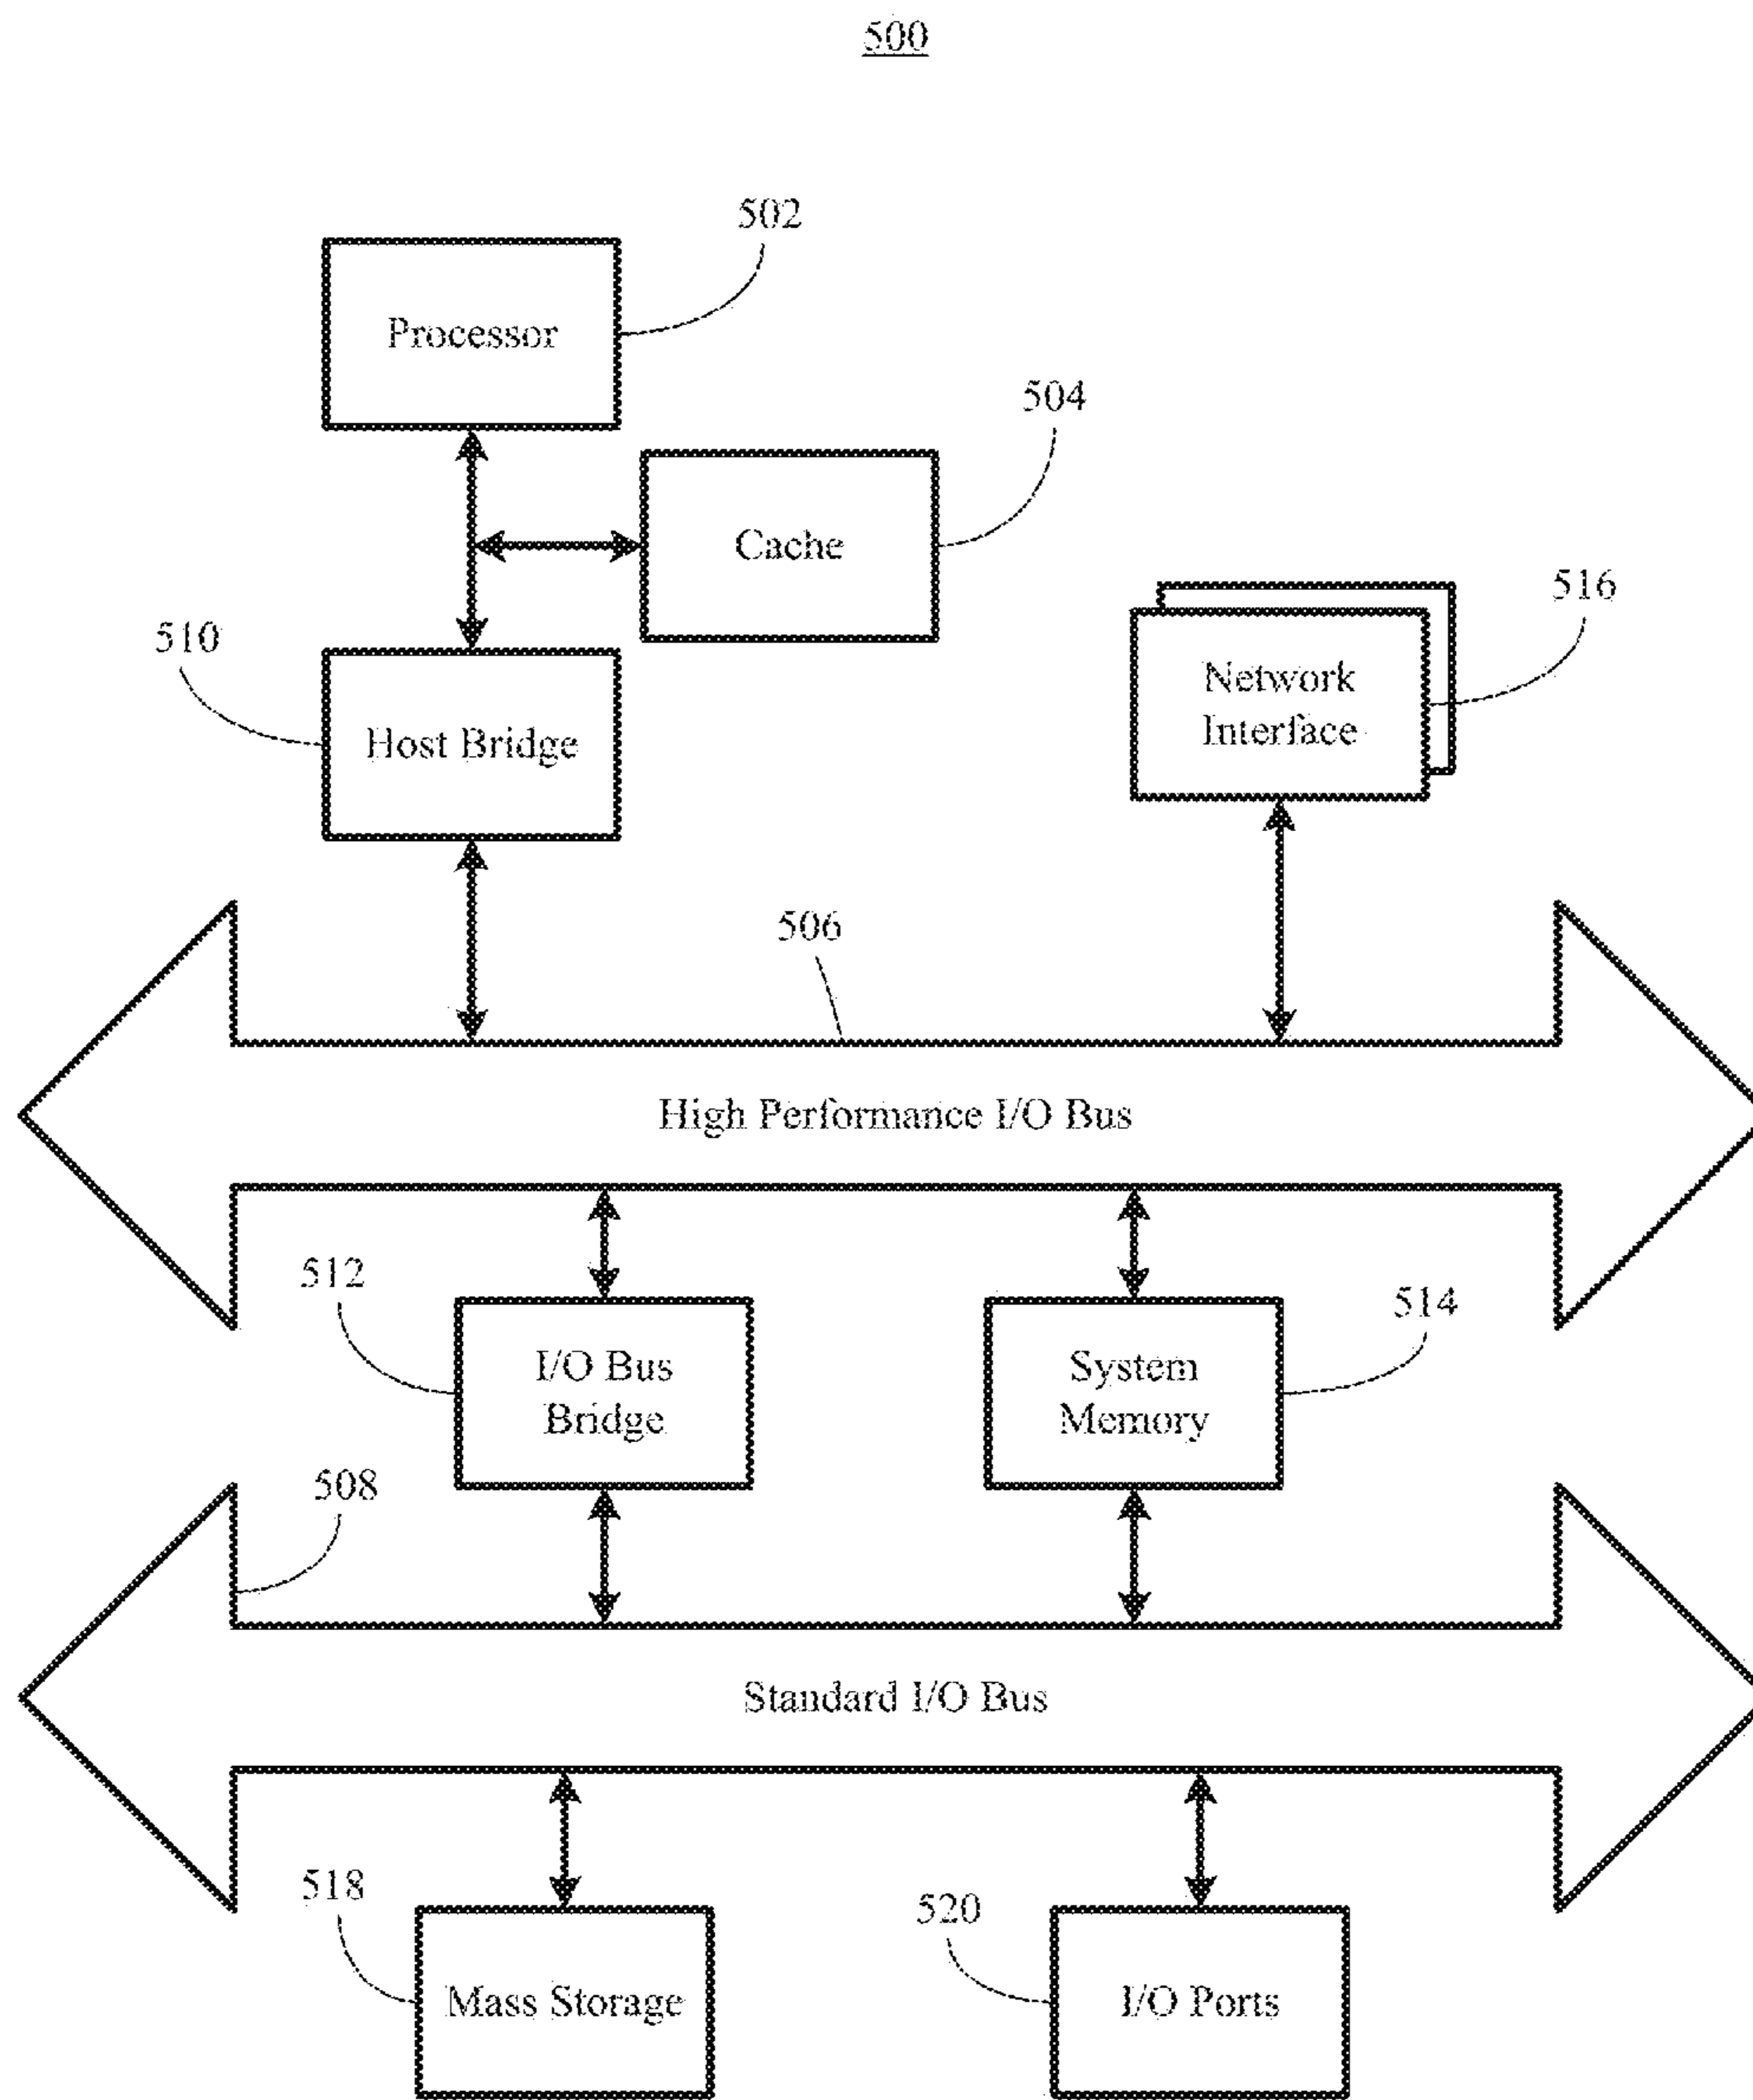 500
502
Processor
504
Cache
516
510
Network
Interface
Host Bridge
506
High Performance I/O Bus
512
514
I/O Bus
Bridge
System
Memory
508
Standard I/O Bus
518
520
Mass Storage
I/O Ports